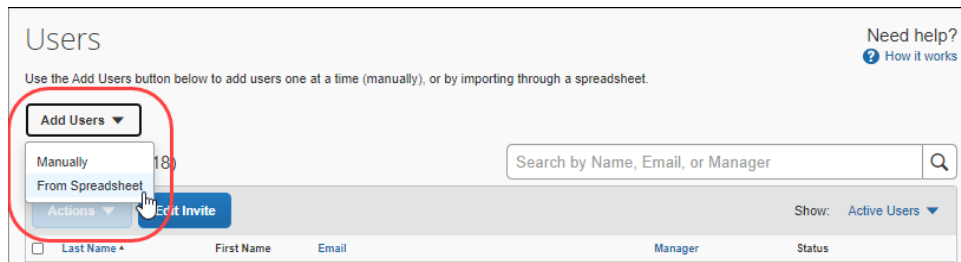 Users
Need help?
How it works
Use the Add Users button below to add users one at a time (manually), or by importing through a spreadsheet.
Add Users
Manually
18)
Search by Name, Email, or Manager
From Spreadsheet
Actions
Edit Invite
Show: Active Users
Last Name First Name Email Manager Status